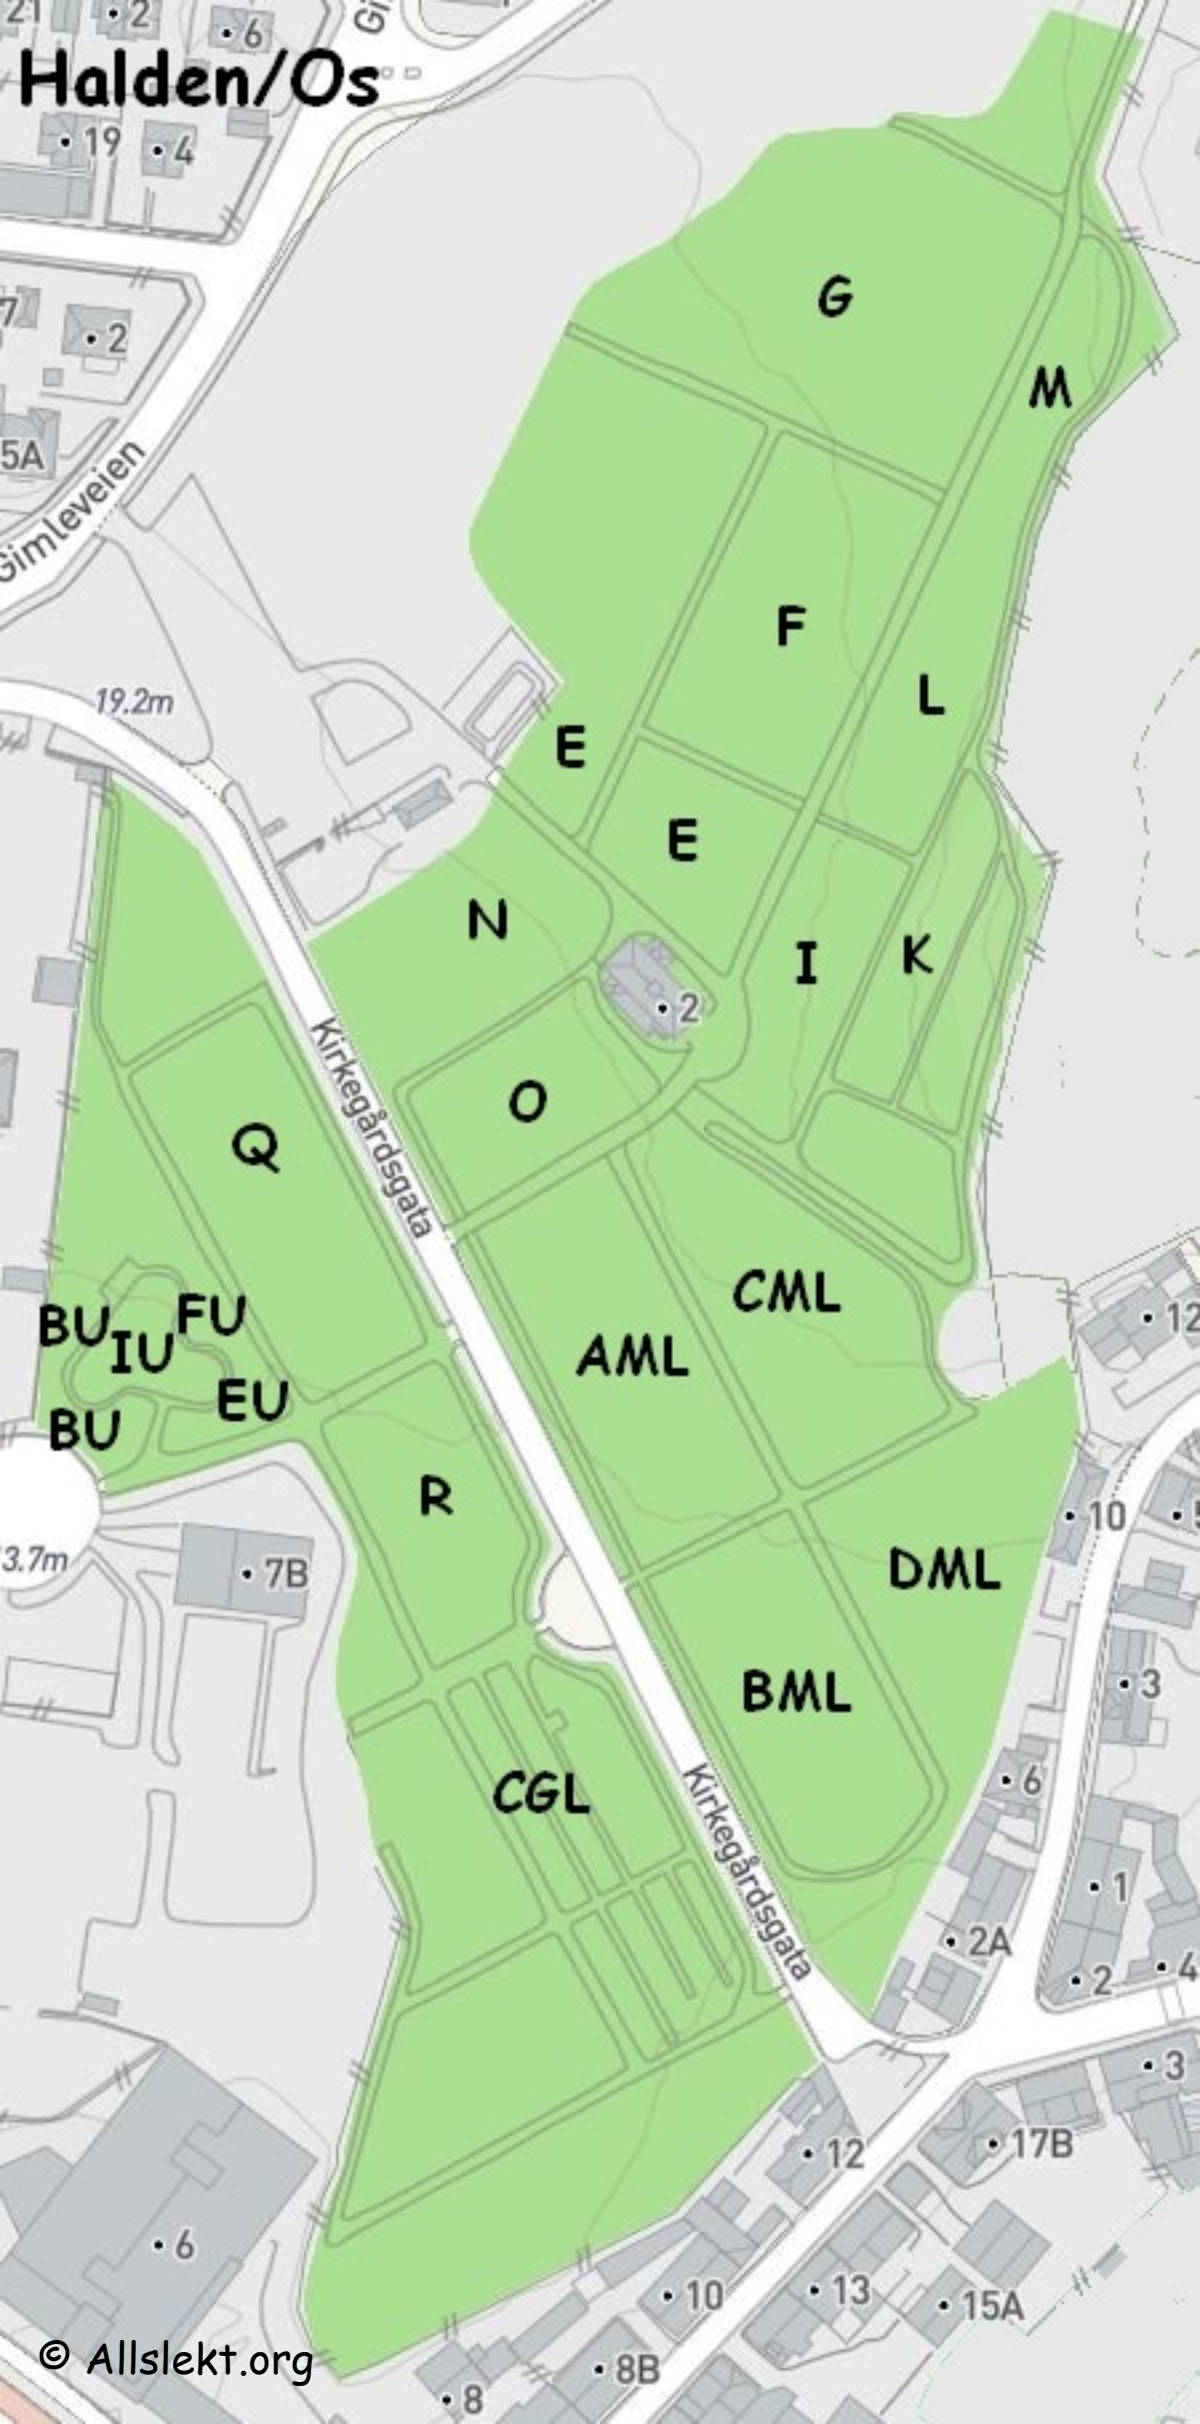 21
2
6
Gi
Halden/Os
19
4
7
2
5A
Gimleveien
G
M
F
19.2m
L
E
E
N
I
K
2
Kirkegårdsgata
O
Q
CML
BU
FU
IU
12
AML
EU
BU
R
10
5
3.7m
7B
DML
BML
3
CGL
6
Kirkegårdsgata
1
2A
2
4
3
12
17B
6
10
13
15A
© Allslekt.org
8B
8